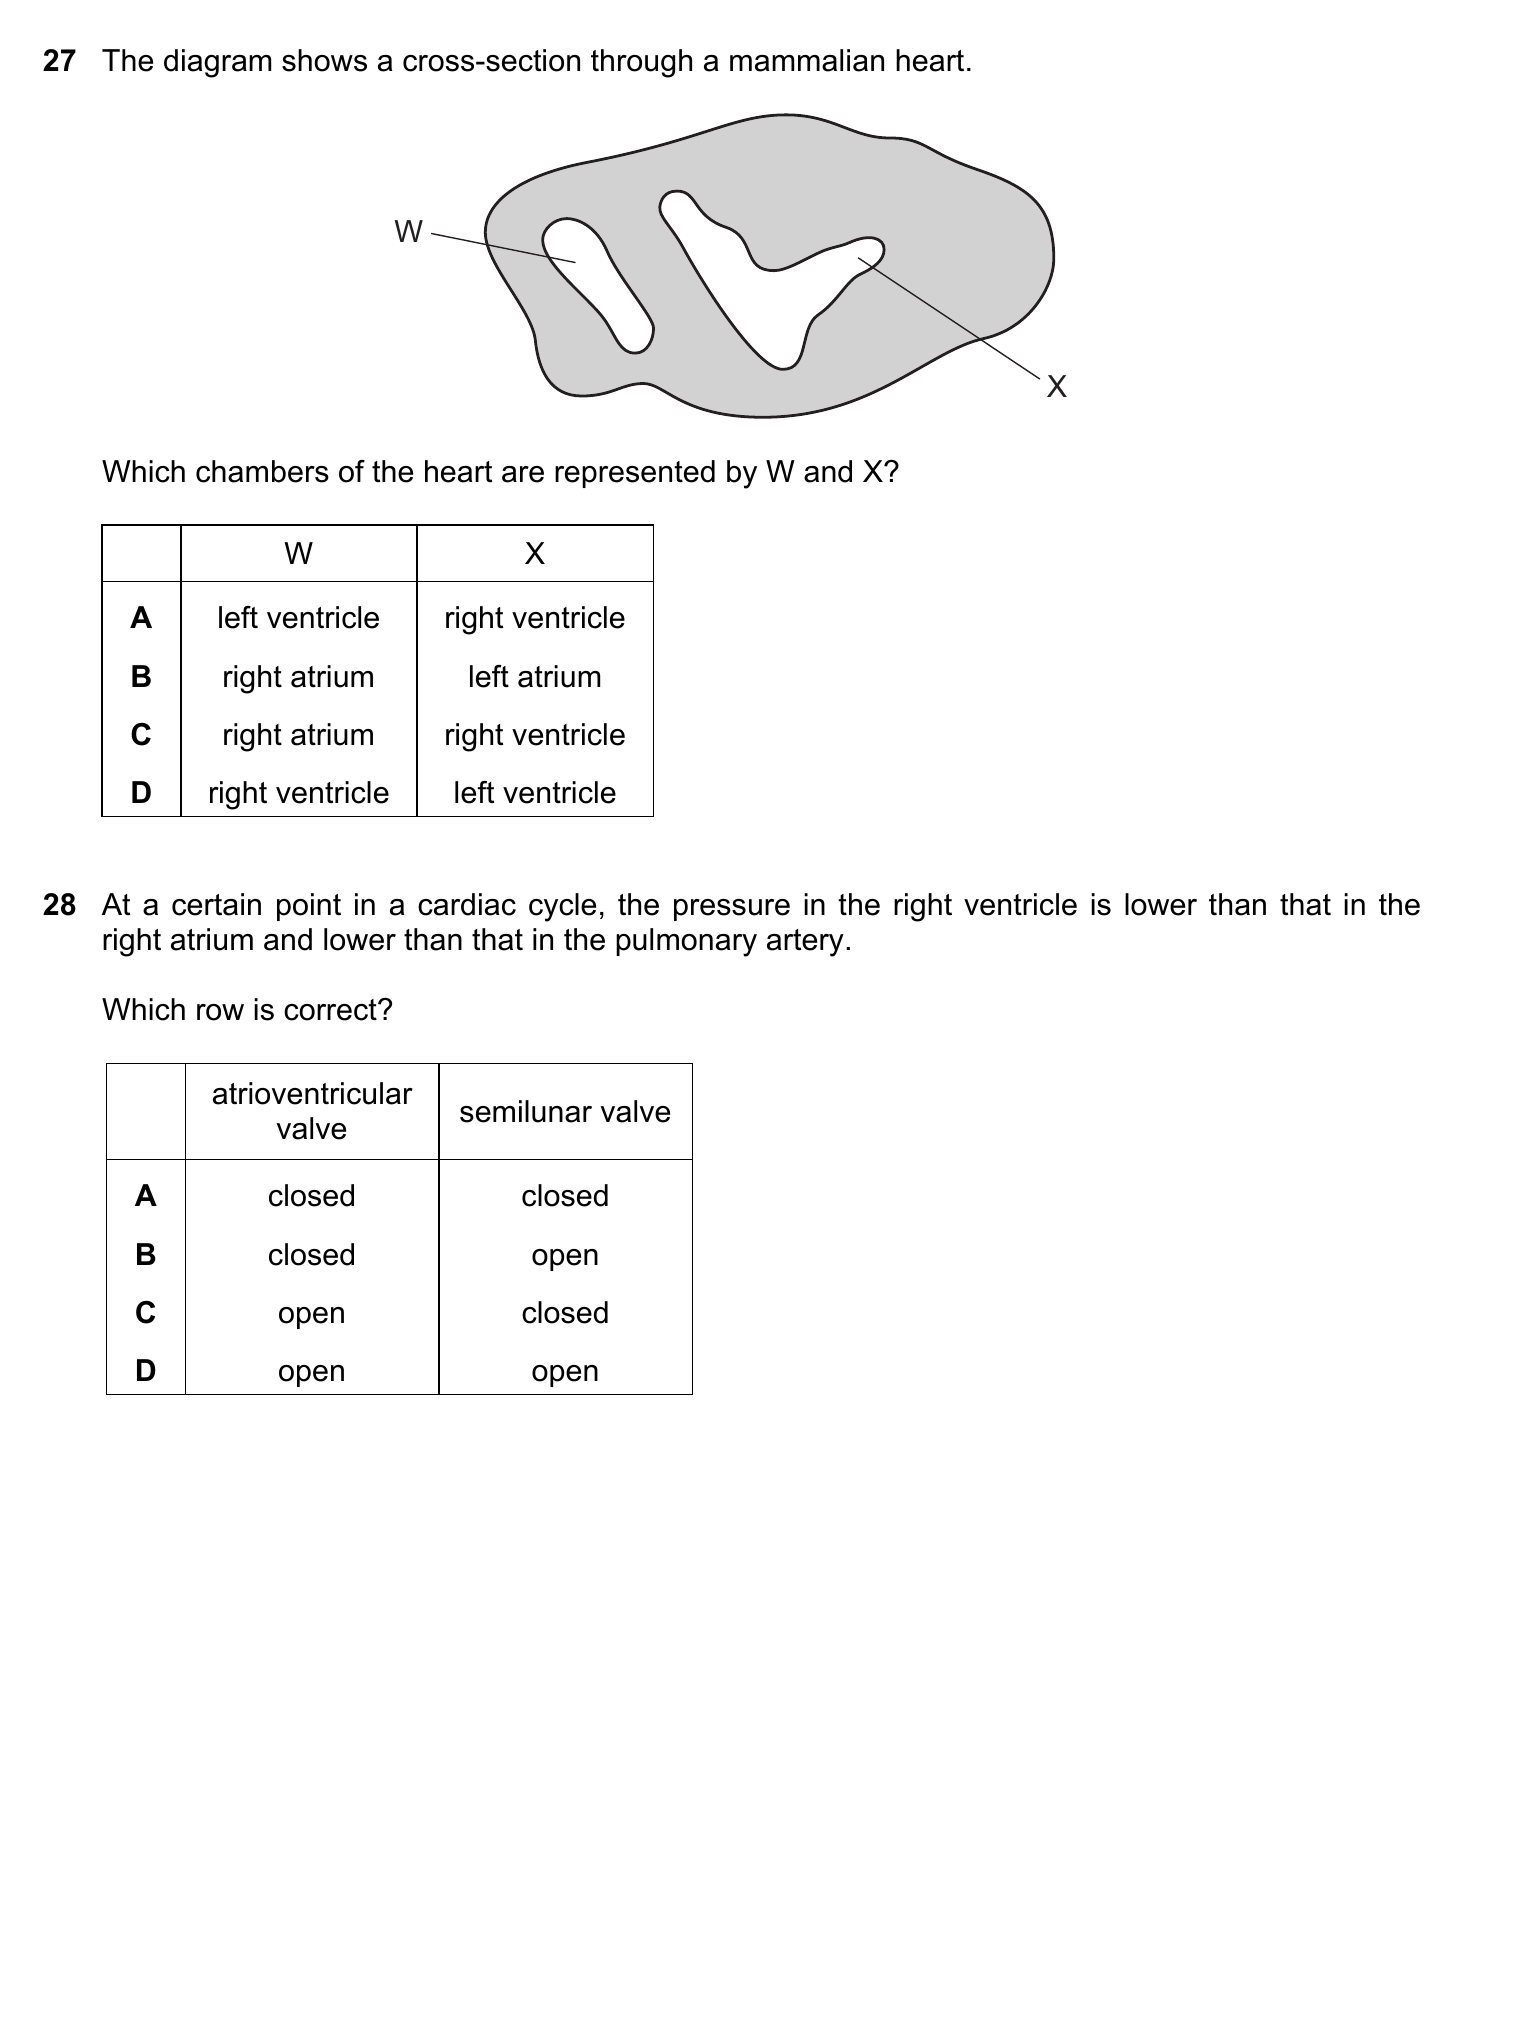 27 The diagram shows a cross-section through a mammalian heart.
W
X
Which chambers of the heart are represented by W and X?
W X
A left ventricle right ventricle
B right atrium left atrium
C right atrium right ventricle
D right ventricle left ventricle
28 At a certain point in a cardiac cycle, the pressure in the right ventricle is lower than that in the
right atrium and lower than that in the pulmonary artery.
Which row is correct?
atrioventricular
valve
semilunar valve
A closed closed
B closed open
C open closed
D open open